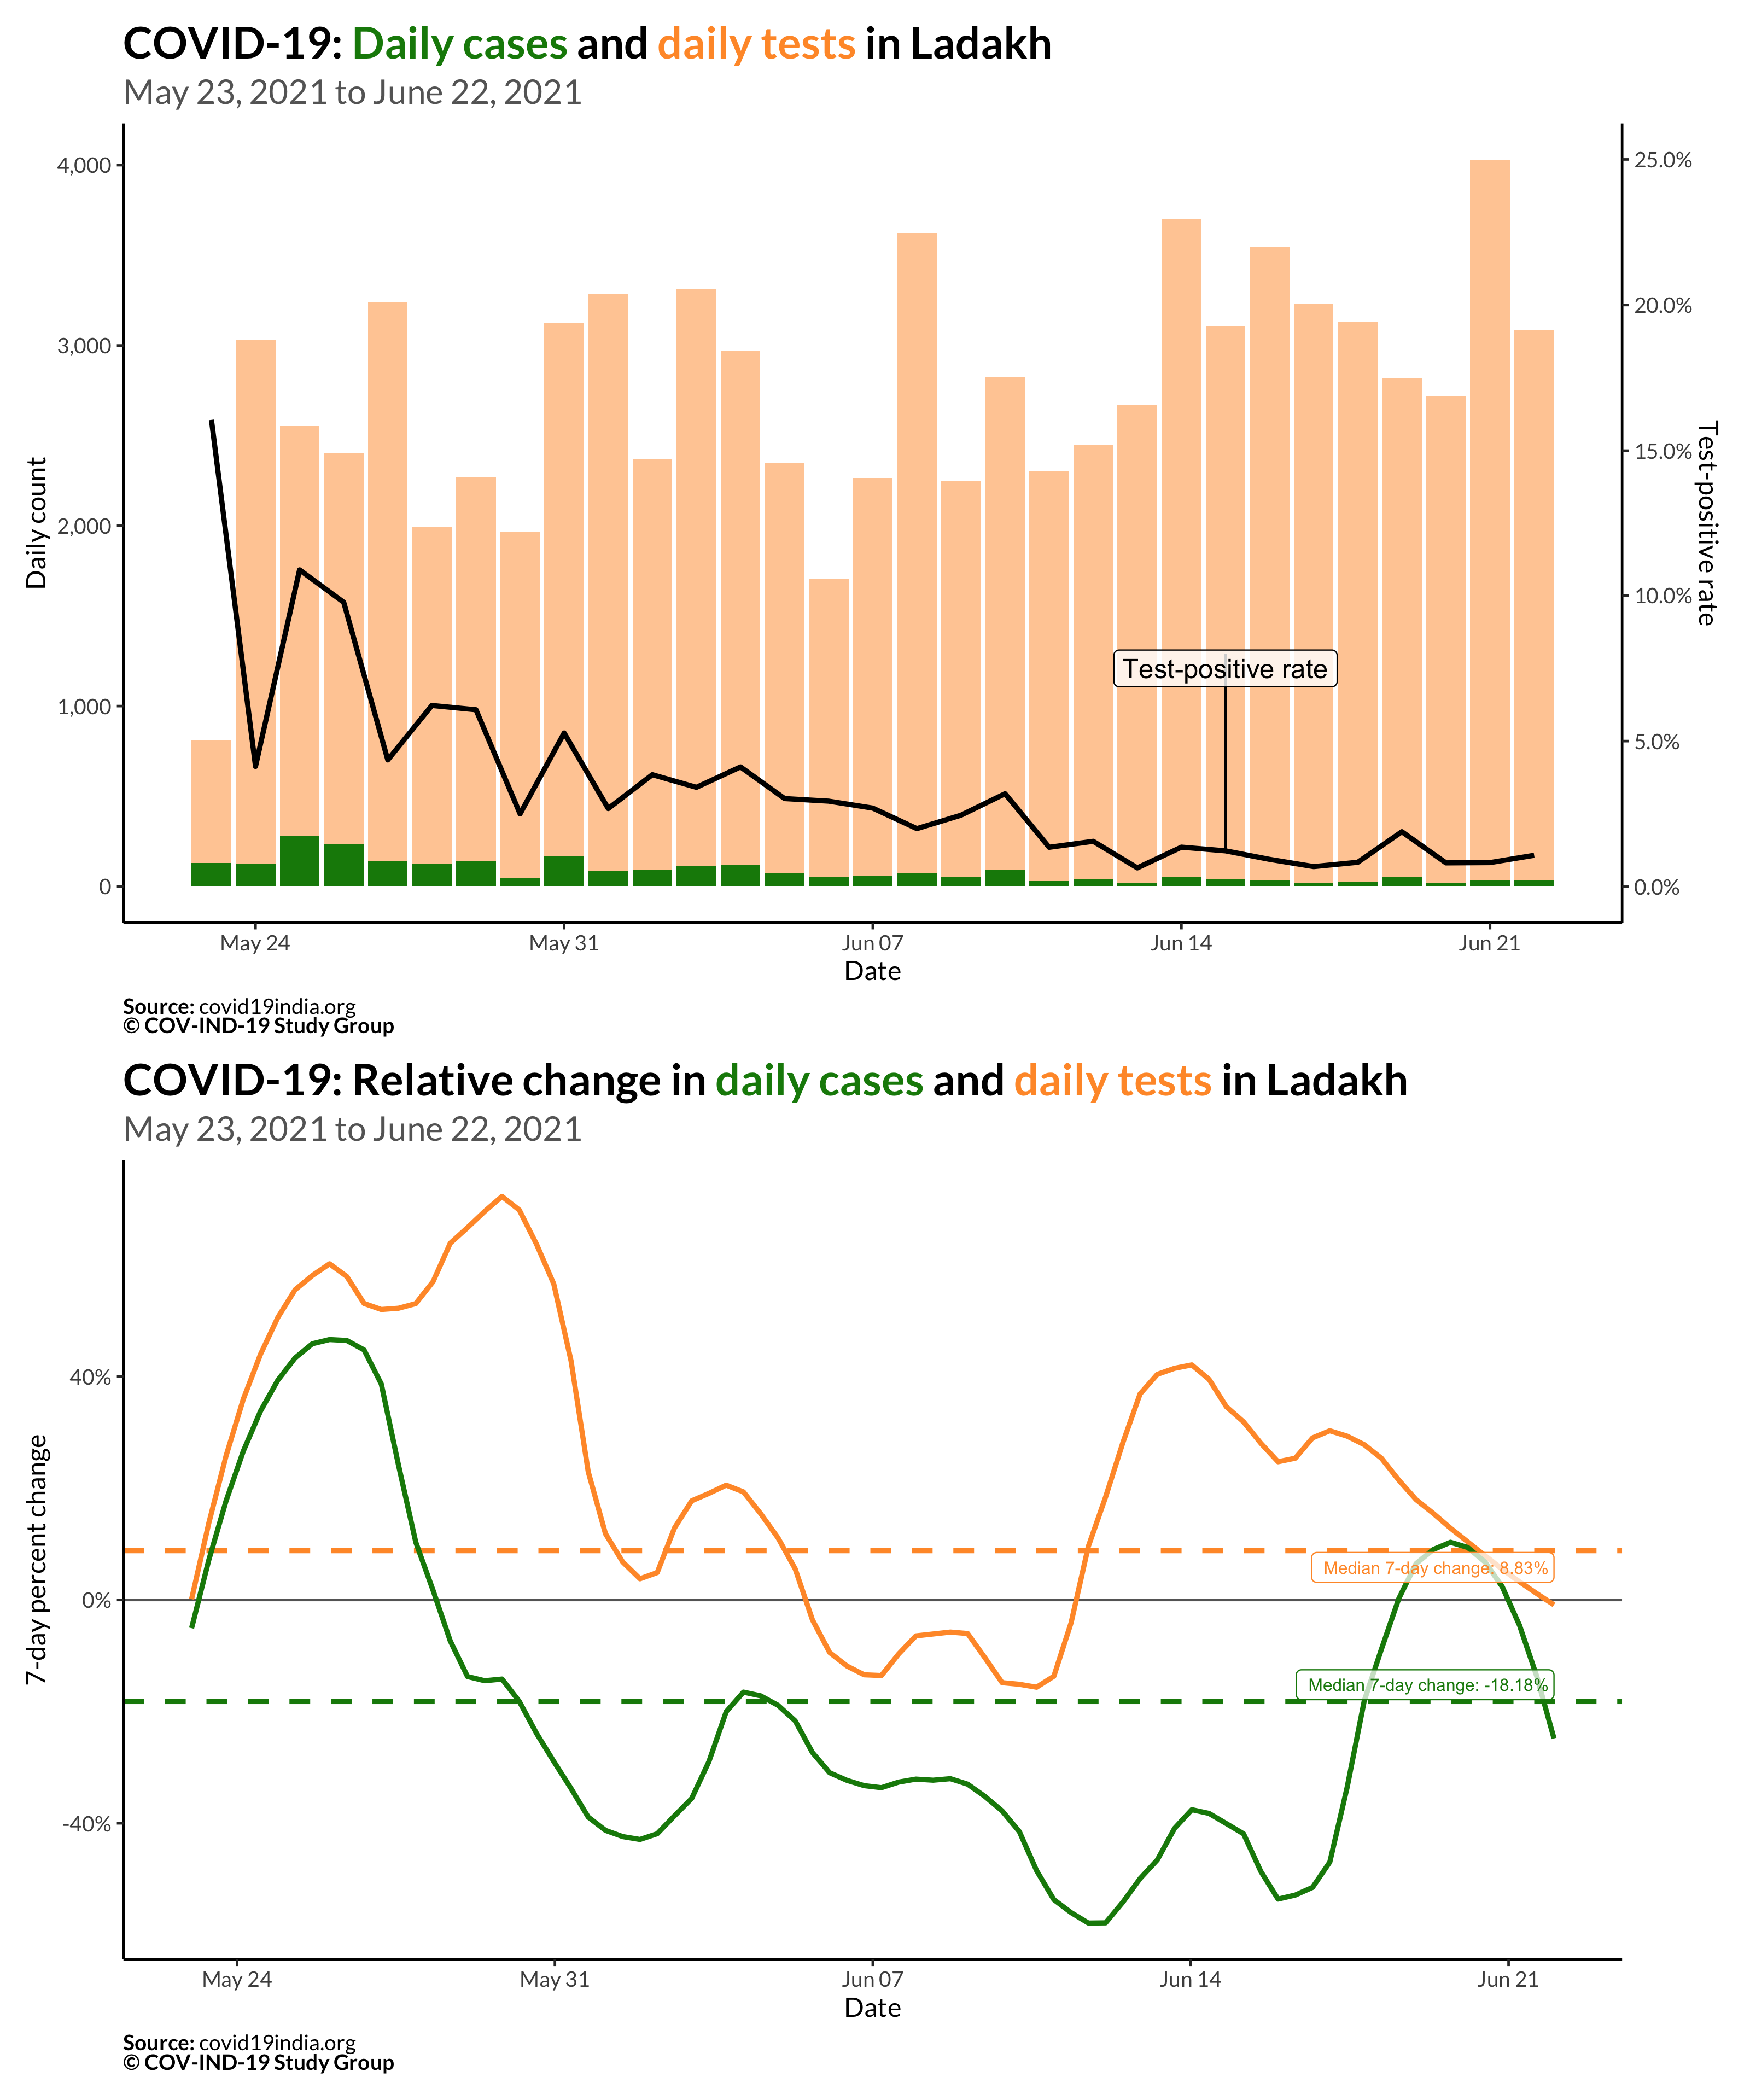 COVID-19: Daily cases and daily tests in Ladakh
May 23, 2021 to June 22, 2021
4,000
3,000
2,000
1,000
0
Daily count
25.0%
20.0%
15.0%
10.0%
5.0%
0.0%
Test-positive rate
Test-positive rate
May 24
May 31
Jun 07
Jun 14
Jun 21
Date
Source: covid19india.org
© COV-IND-19 Study Group
COVID-19: Relative change in daily cases and daily tests in Ladakh
May 23, 2021 to June 22, 2021
40%
0%
-40%
7-day percent change
Median 7-day change: 8.83%
Median 7-day change: -18.18%
May 24
May 31
Jun 07
Jun 14
Jun 21
Date
Source: covid19india.org
© COV-IND-19 Study Group